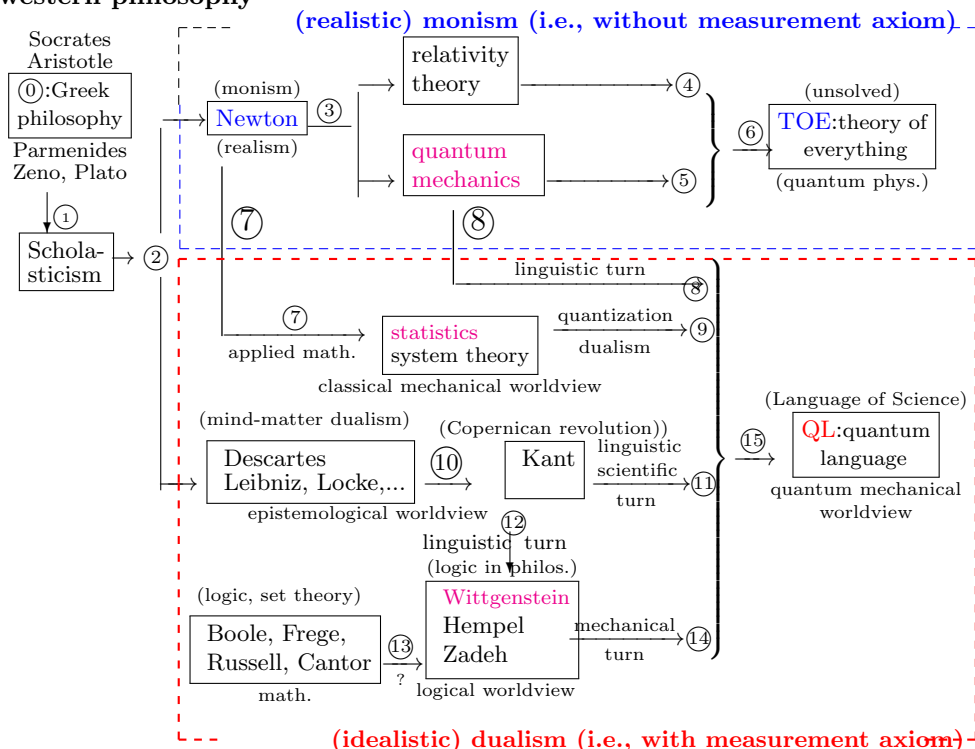 western philosophy
(realistic) monism (i.e., without measurement axiom)
Socrates
Aristotle
⓪:Greek
philosophy
Parmenides
Zeno, Plato
①
Schola-
sticism
②
(monism)
Newton
(realism)
③
relativity
theory
④
quantum
mechanics
⑤
⑥
(unsolved)
TOE:theory of
everything
(quantum phys.)
⑦
⑧
linguistic turn
⑧
⑦
applied math.
statistics
system theory
classical mechanical worldview
quantization
dualism
⑨
(mind-matter dualism)
Descartes
Leibniz, Locke,...
epistemological worldview
⑩
(Copernican revolution))
Kant
linguistic
scientific
turn
⑪
⑫
linguistic turn
(logic in philos.)
(logic, set theory)
Boole, Frege,
Russell, Cantor
math.
⑬
?
Wittgenstein
Hempel
Zadeh
logical worldview
mechanical
turn
⑭
⑮
(Language of Science)
QL:quantum
language
quantum mechanical
worldview
(idealistic) dualism (i.e., with measurement axiom)